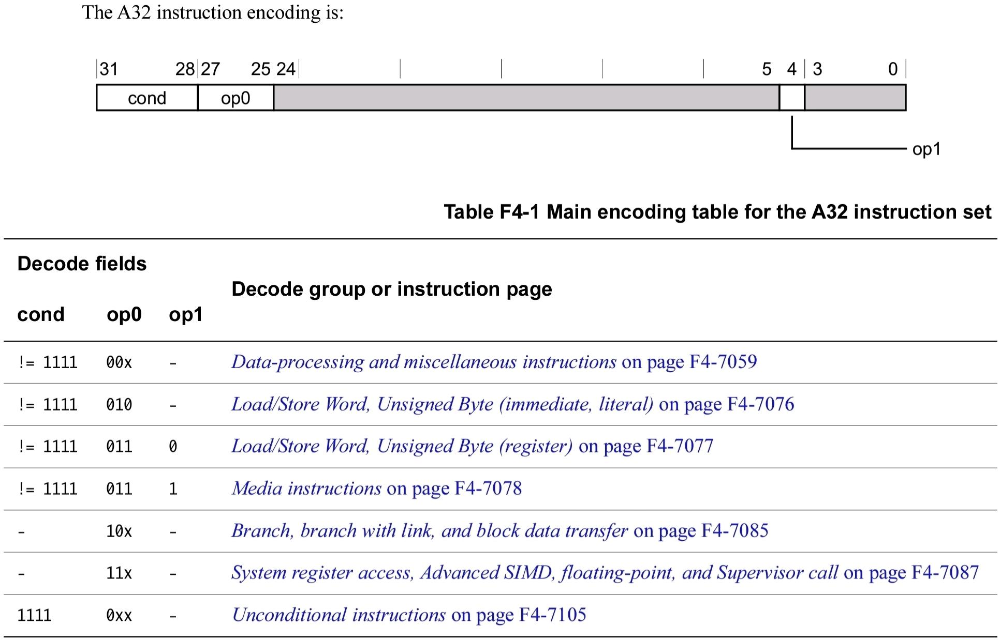 The A32 instruction encoding is:
31 28 27 25 24 5 4 3 0
cond op0
op1
Table F4-1 Main encoding table for the A32 instruction set
Decode fields
Decode group or instruction page
cond op0 op1
!= 1111 00x - Data-processing and miscellaneous instructions on page F4-7059
!= 1111 010 - Load/Store Word, Unsigned Byte (immediate, literal) on page F4-7076
!= 1111 011 0 Load/Store Word, Unsigned Byte (register) on page F4-7077
!= 1111 011 1 Media instructions on page F4-7078
- 10x - Branch, branch with link, and block data transfer on page F4-7085
- 11x - System register access, Advanced SIMD, floating-point, and Supervisor call on page F4-7087
1111 0xx - Unconditional instructions on page F4-7105